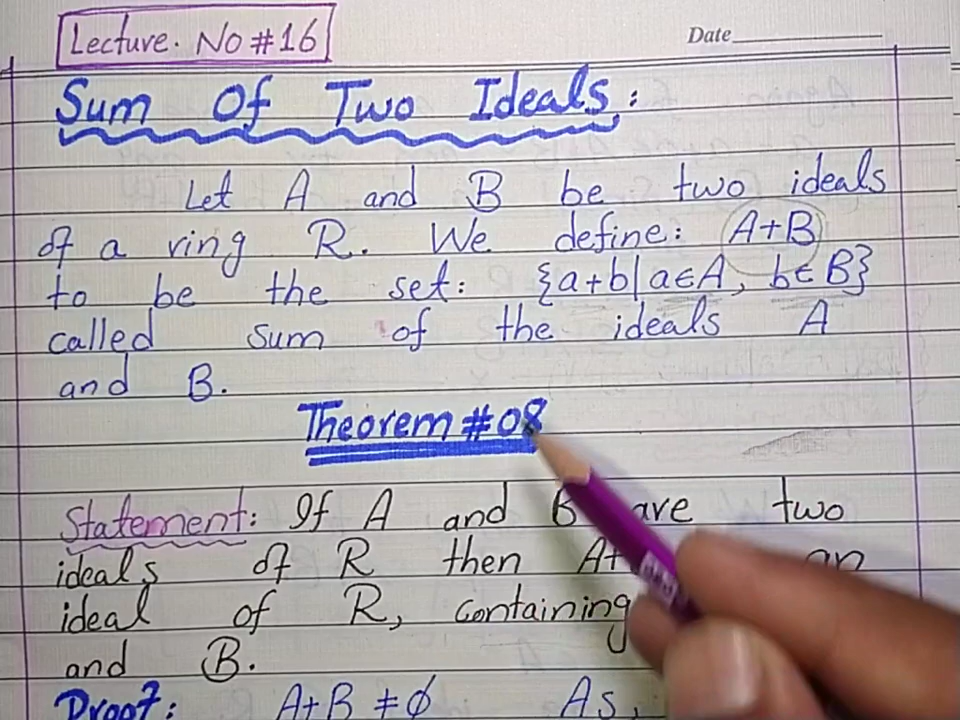 Lecture. No #16
Date
Sum Of Two Ideals:
Let A and B be two ideals
of a ring R. We define: A+B
to be the set: {a+b|a∈A, b∈B}
called sum of the ideals A
and B.
Theorem #08
Statement: If A and B are two
ideals of R then A+ an
ideal of R, containing
and B.
Proof: A+B ≠ ϕ As,